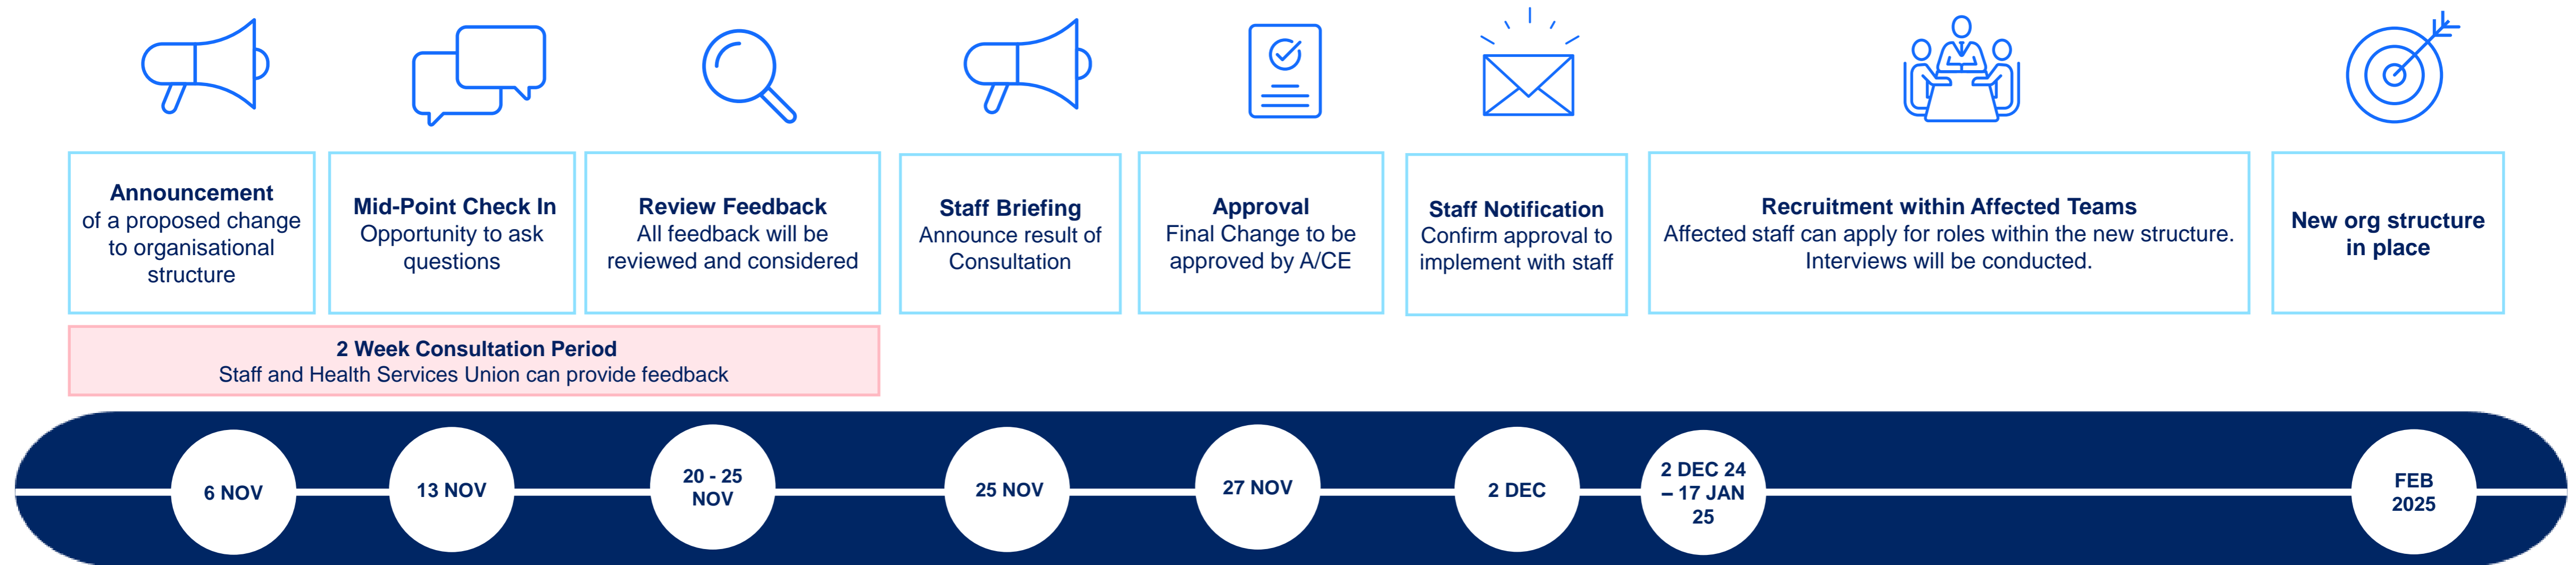 Announcement
of a proposed change
to organisational
structure
Mid-Point Check In
Opportunity to ask
questions
Review Feedback
All feedback will be
reviewed and considered
Staff Briefing
Announce result of
Consultation
Approval
Final Change to be
approved by A/CE
Staff Notification
Confirm approval to
implement with staff
Recruitment within Affected Teams
Affected staff can apply for roles within the new structure.
Interviews will be conducted.
New org structure
in place
2 Week Consultation Period
Staff and Health Services Union can provide feedback
6 NOV
13 NOV
20 - 25
NOV
25 NOV
27 NOV
2 DEC
2 DEC 24
– 17 JAN
25
FEB
2025